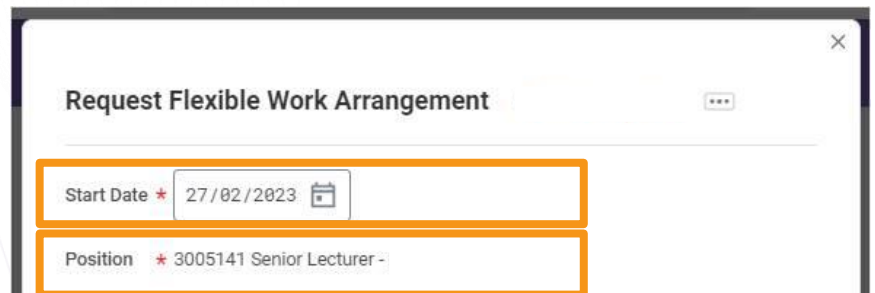 Request Flexible Work Arrangement
Start Date * 27/02/2023
Position * 3005141 Senior Lecturer -